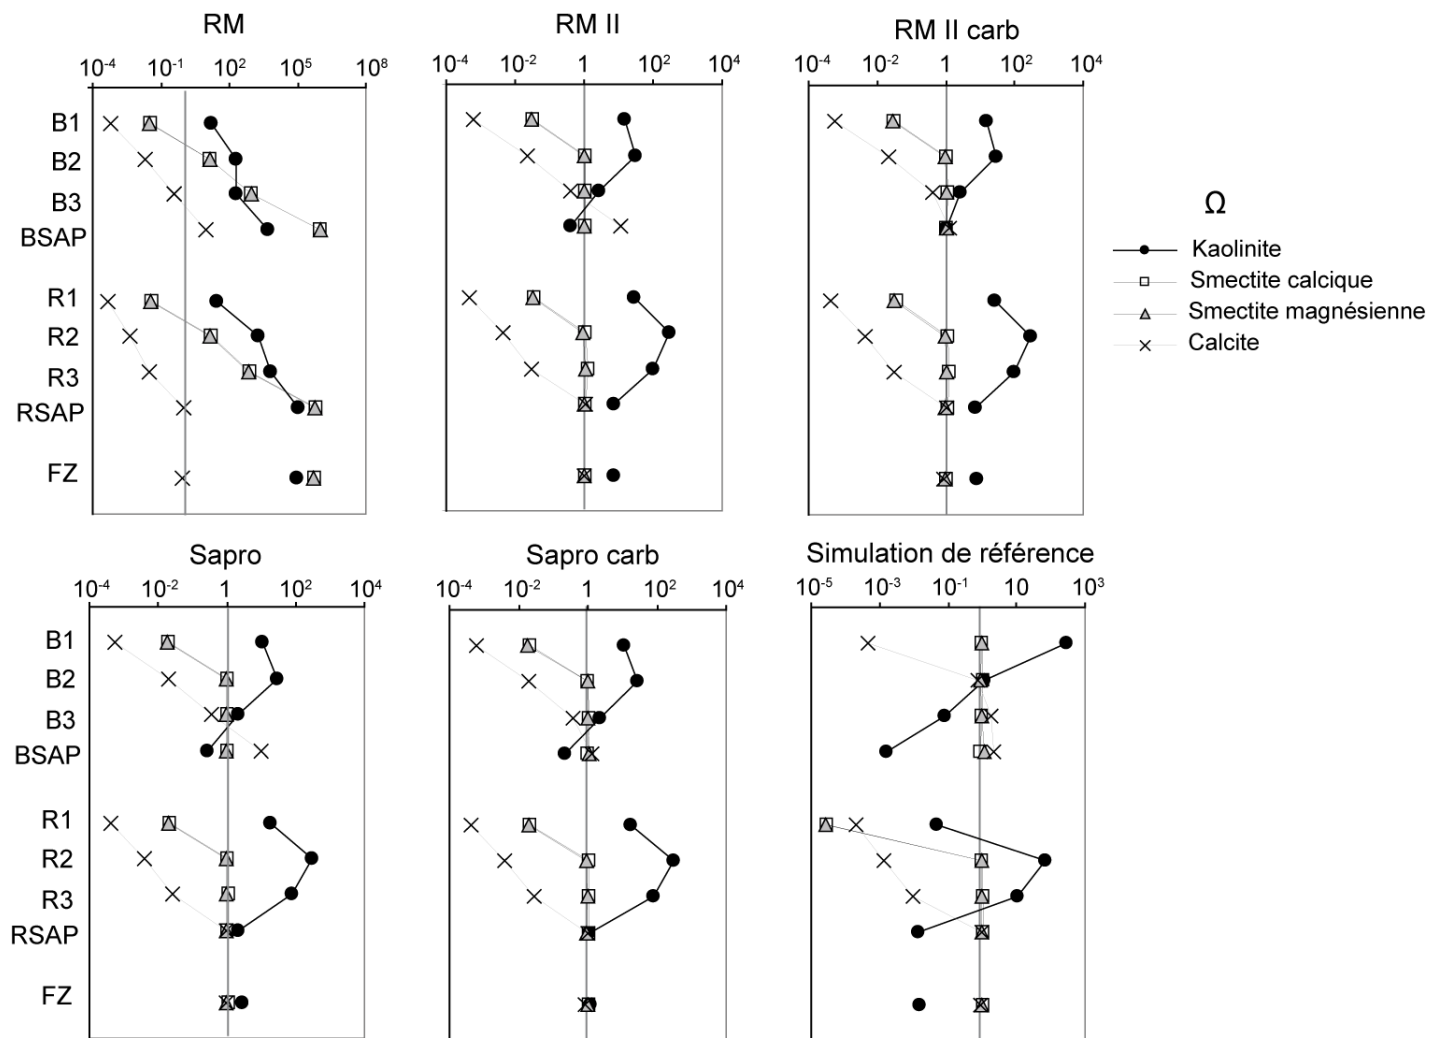 RM
10⁻⁴ 10⁻¹ 10² 10⁵ 10⁸
B1
B2
B3
BSAP
R1
R2
R3
RSAP
FZ
RM II
10⁻⁴ 10⁻² 1 10² 10⁴
RM II carb
10⁻⁴ 10⁻² 1 10² 10⁴
Ω
Kaolinite
Smectite calcique
Smectite magnésienne
Calcite
Sapro
10⁻⁴ 10⁻² 1 10² 10⁴
B1
B2
B3
BSAP
R1
R2
R3
RSAP
FZ
Sapro carb
10⁻⁴ 10⁻² 1 10² 10⁴
Simulation de référence
10⁻⁵ 10⁻³ 10⁻¹ 10 10³